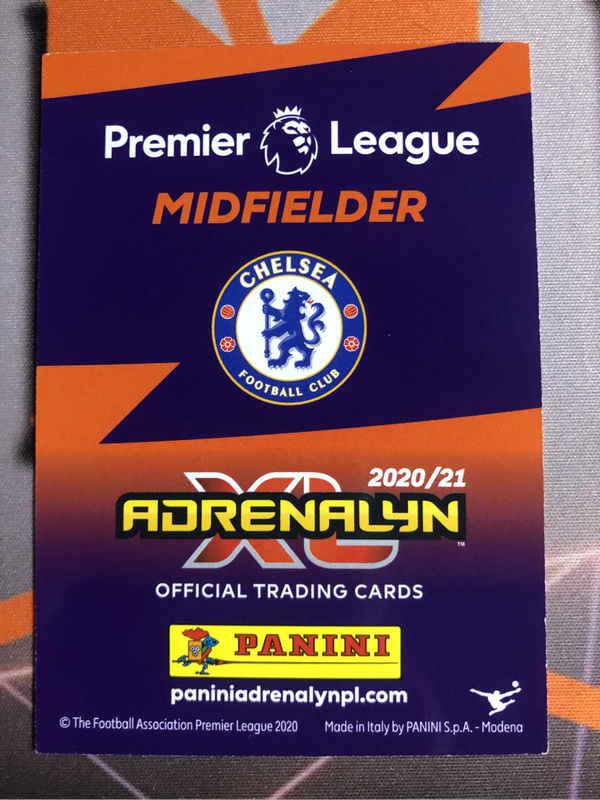 Premier League
MIDFIELDER
CHELSEA
FOOTBALL CLUB
2020/21
XL
ADRENALYN
™
OFFICIAL TRADING CARDS
PANINI
paniniadrenalynpl.com
© The Football Association Premier League 2020 Made in Italy by PANINI S.p.A. - Modena